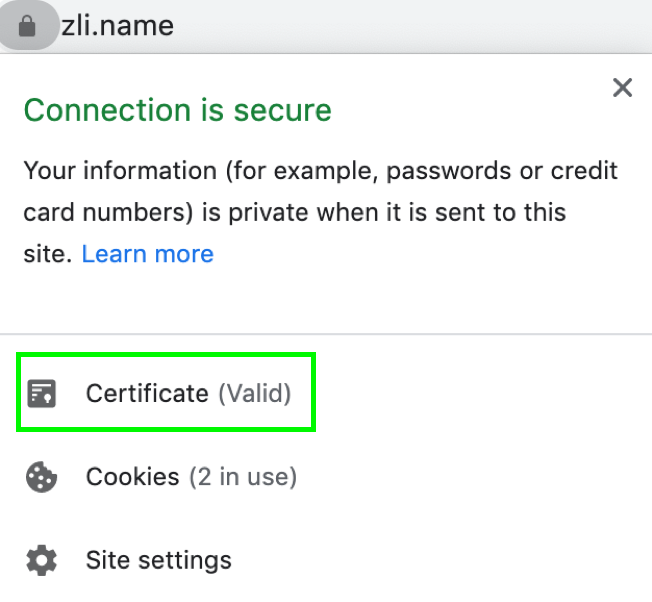 zli.name
Connection is secure
Your information (for example, passwords or credit
card numbers) is private when it is sent to this
site. Learn more
Certificate (Valid)
Cookies (2 in use)
Site settings